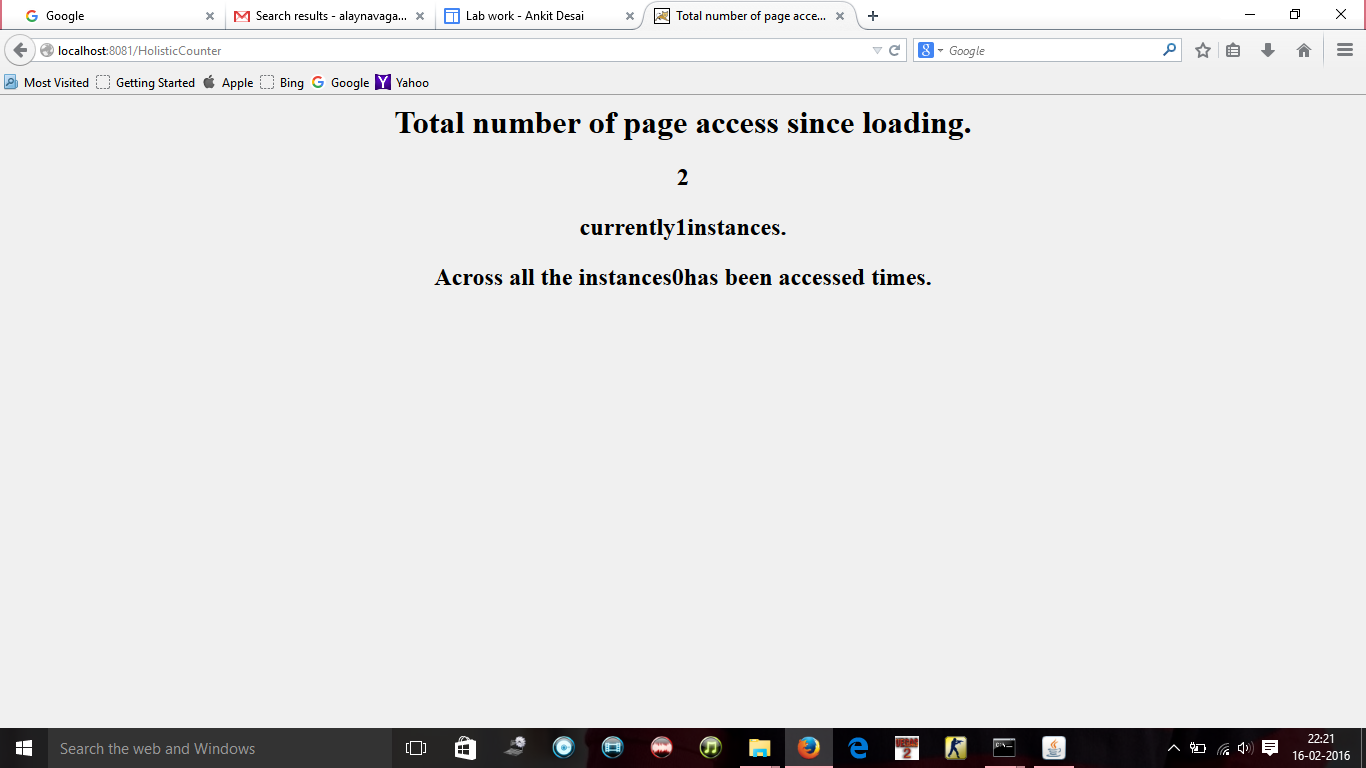 Google
Search results - alaynavaga...
Lab work - Ankit Desai
Total number of page acce...
localhost:8081/HolisticCounter
8
Google
Most Visited
Getting Started
Apple
Bing
Google
Yahoo
Total number of page access since loading.
2
currently1instances.
Across all the instances0has been accessed times.
Search the web and Windows
22:21
16-02-2016